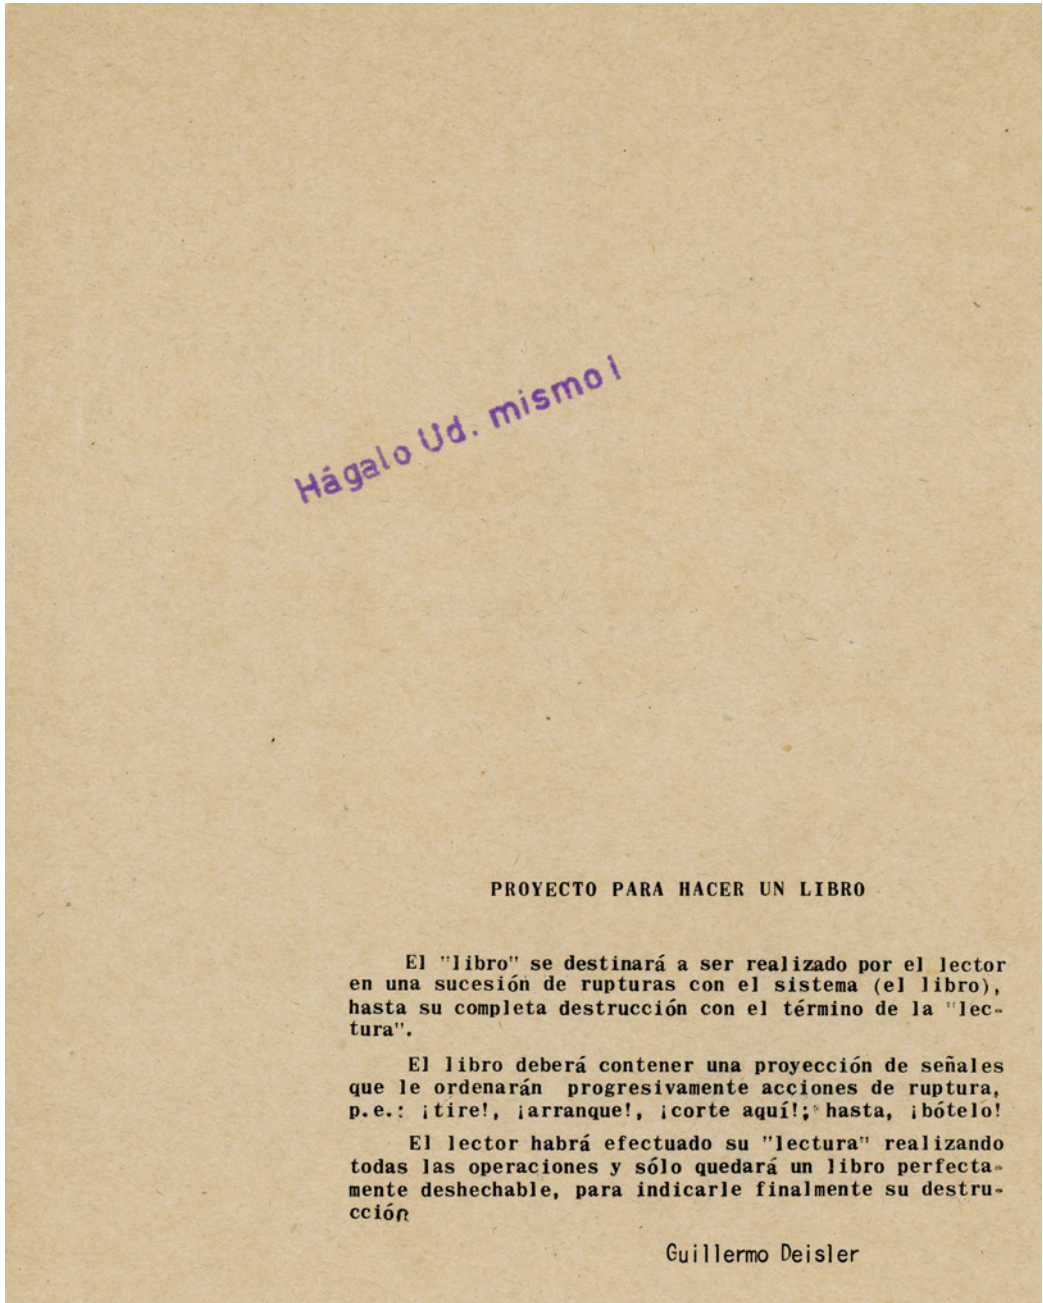 Hágalo Ud. mismo!
PROYECTO PARA HACER UN LIBRO
El "libro" se destinará a ser realizado por el lector
en una sucesión de rupturas con el sistema (el libro),
hasta su completa destrucción con el término de la "lec-
tura".
El libro deberá contener una proyección de señales
que le ordenarán progresivamente acciones de ruptura,
p.e.: ¡tire!, ¡arranque!, ¡corte aquí!; hasta, ¡bótelo!
El lector habrá efectuado su "lectura" realizando
todas las operaciones y sólo quedará un libro perfecta-
mente deshechable, para indicarle finalmente su destru-
cción
Guillermo Deisler